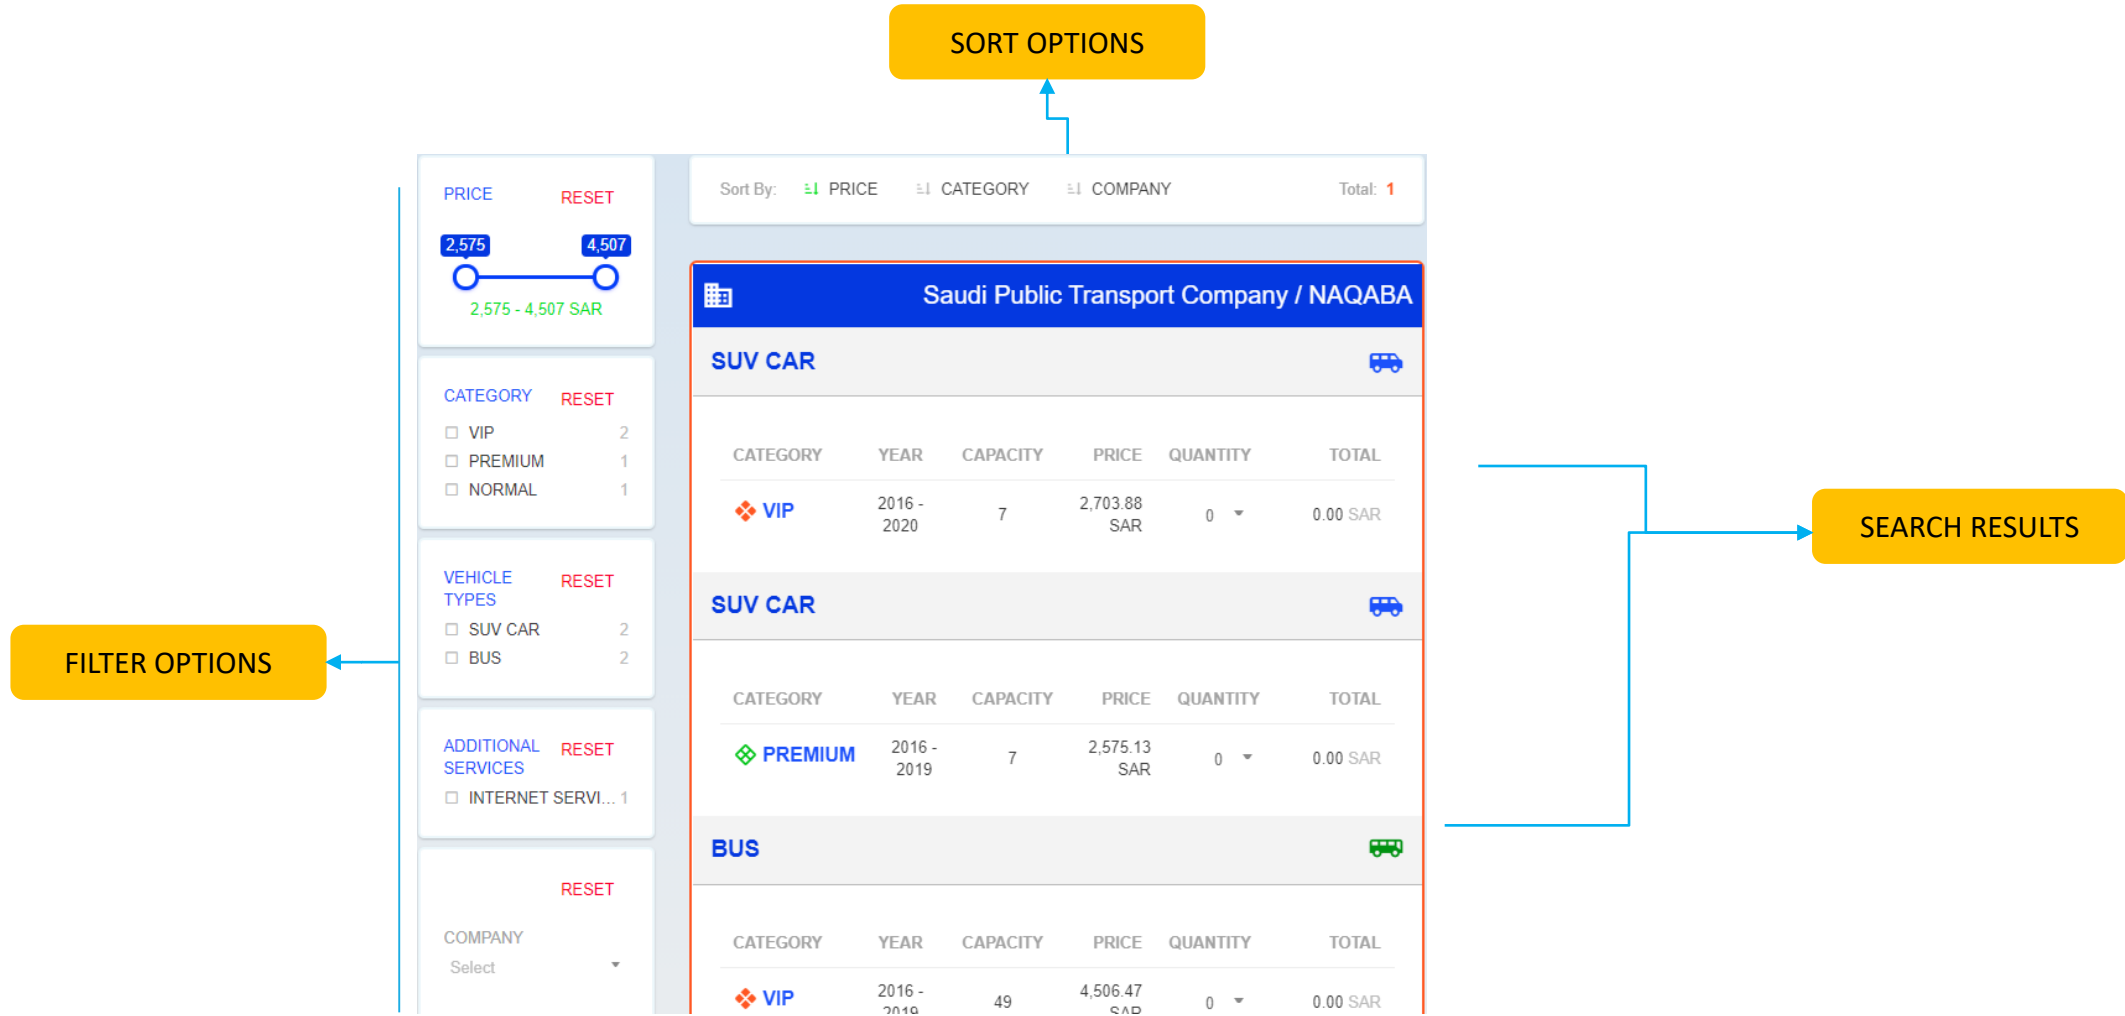 SORT OPTIONS
PRICE RESET
2,575 4,507
2,575 - 4,507 SAR
CATEGORY RESET
VIP 2
PREMIUM 1
NORMAL 1
VEHICLE TYPES RESET
SUV CAR 2
BUS 2
ADDITIONAL SERVICES RESET
INTERNET SERVI... 1
RESET
COMPANY
Select
FILTER OPTIONS
Sort By: PRICE CATEGORY COMPANY Total: 1
Saudi Public Transport Company / NAQABA
SUV CAR
CATEGORY YEAR CAPACITY PRICE QUANTITY TOTAL
VIP 2016 - 2020 7 2,703.88 SAR 0 0.00 SAR
SUV CAR
CATEGORY YEAR CAPACITY PRICE QUANTITY TOTAL
PREMIUM 2016 - 2019 7 2,575.13 SAR 0 0.00 SAR
BUS
CATEGORY YEAR CAPACITY PRICE QUANTITY TOTAL
VIP 2016 - 2019 49 4,506.47 SAR 0 0.00 SAR
SEARCH RESULTS